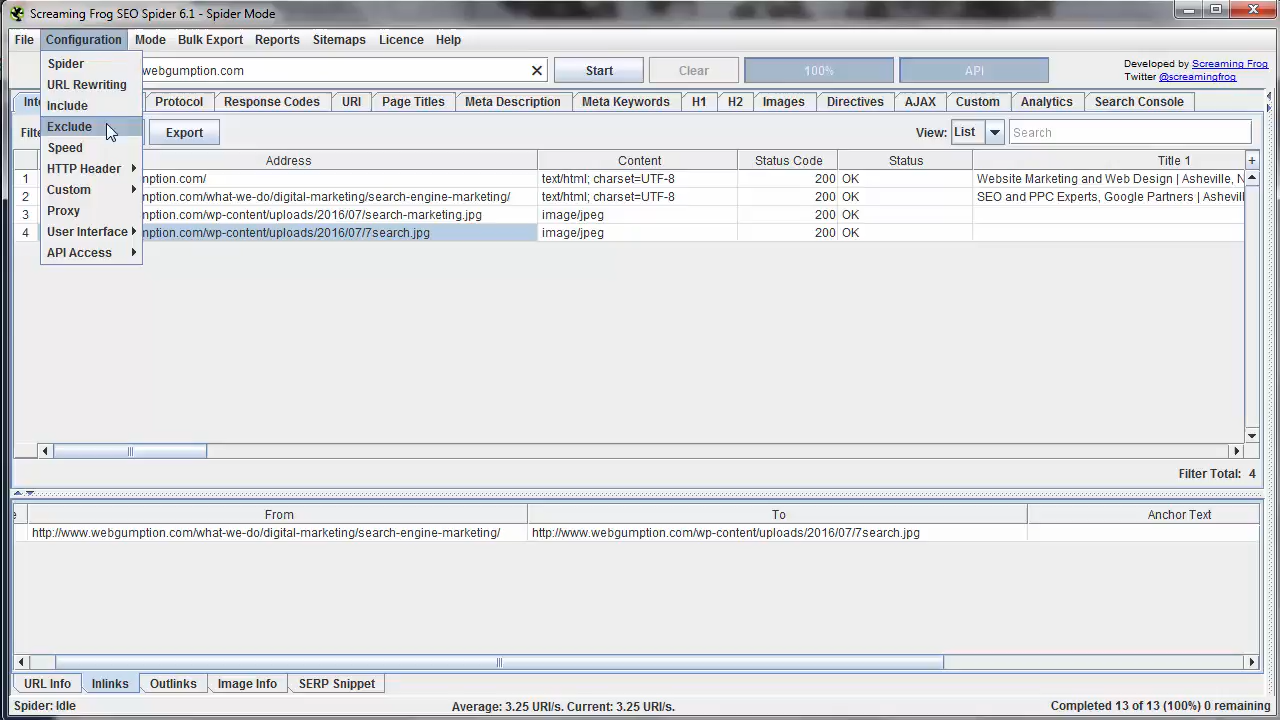 Screaming Frog SEO Spider 6.1 - Spider Mode
File Configuration Mode Bulk Export Reports Sitemaps Licence Help
webgumption.com Start Clear 100% API
Developed by Screaming Frog
Twitter @screamingfrog
Spider
URL Rewriting
Include
Exclude
Speed
HTTP Header
Custom
Proxy
User Interface
API Access
Inte Protocol Response Codes URI Page Titles Meta Description Meta Keywords H1 H2 Images Directives AJAX Custom Analytics Search Console
Filte Export View: List Search
Address Content Status Code Status Title 1 +
1 mption.com/ text/html; charset=UTF-8 200 OK Website Marketing and Web Design | Asheville, N
2 mption.com/what-we-do/digital-marketing/search-engine-marketing/ text/html; charset=UTF-8 200 OK SEO and PPC Experts, Google Partners | Ashevill
3 mption.com/wp-content/uploads/2016/07/search-marketing.jpg image/jpeg 200 OK
4 mption.com/wp-content/uploads/2016/07/7search.jpg image/jpeg 200 OK
Filter Total: 4
e From To Anchor Text
http://www.webgumption.com/what-we-do/digital-marketing/search-engine-marketing/ http://www.webgumption.com/wp-content/uploads/2016/07/7search.jpg
URL Info Inlinks Outlinks Image Info SERP Snippet
Spider: Idle Average: 3.25 URI/s. Current: 3.25 URI/s. Completed 13 of 13 (100%) 0 remaining